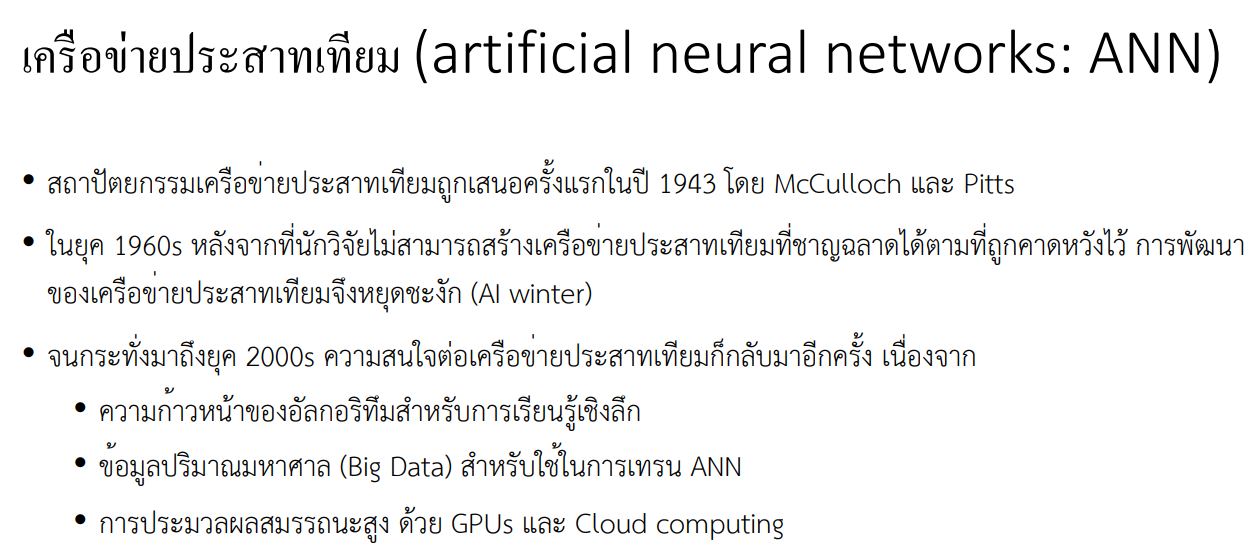 เครือข่ายประสาทเทียม (artificial neural networks: ANN)
• สถาปัตยกรรมเครือข่ายประสาทเทียมถูกเสนอครั้งแรกในปี 1943 โดย McCulloch และ Pitts
• ในยุค 1960s หลังจากที่นักวิจัยไม่สามารถสร้างเครือข่ายประสาทเทียมที่ชาญฉลาดได้ตามที่ถูกคาดหวังไว้ การพัฒนา
ของเครือข่ายประสาทเทียมจึงหยุดชะงัก (AI winter)
• จนกระทั่งมาถึงยุค 2000s ความสนใจต่อเครือข่ายประสาทเทียมก็กลับมาอีกครั้ง เนื่องจาก
• ความก้าวหน้าของอัลกอริทึมสำหรับการเรียนรู้เชิงลึก
• ข้อมูลปริมาณมหาศาล (Big Data) สำหรับใช้ในการเทรน ANN
• การประมวลผลสมรรถนะสูง ด้วย GPUs และ Cloud computing